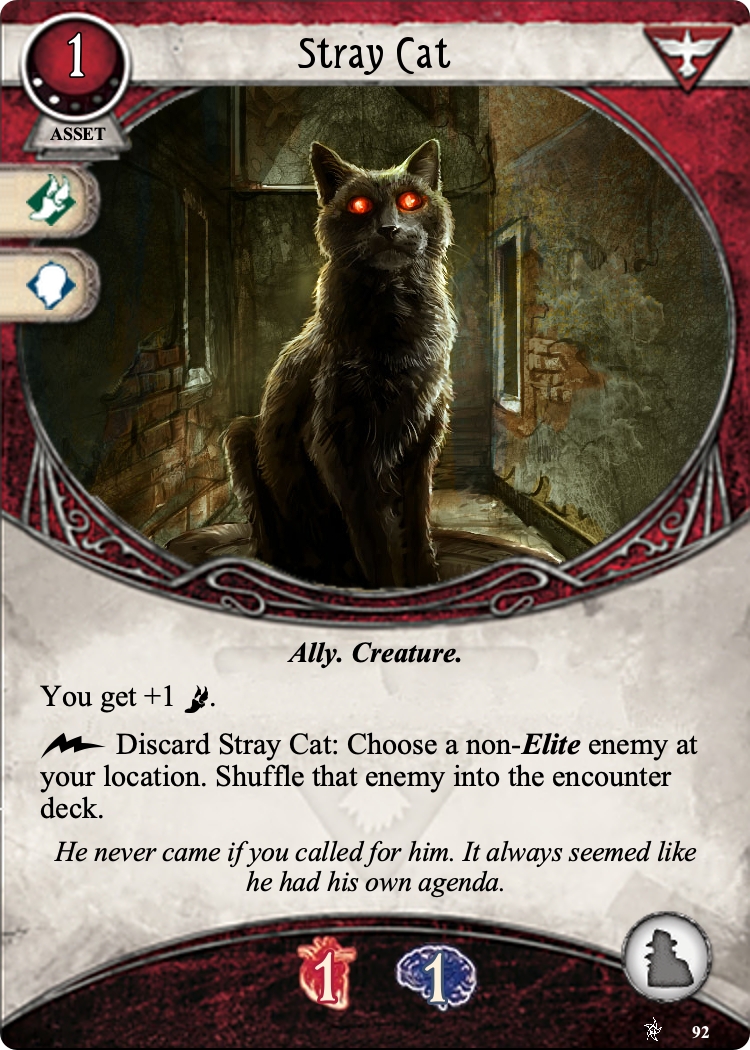 1
Stray Cat
ASSET
Ally. Creature.
You get +1 .
Discard Stray Cat: Choose a non-Elite enemy at
your location. Shuffle that enemy into the encounter
deck.
He never came if you called for him. It always seemed like
he had his own agenda.
1 1
92